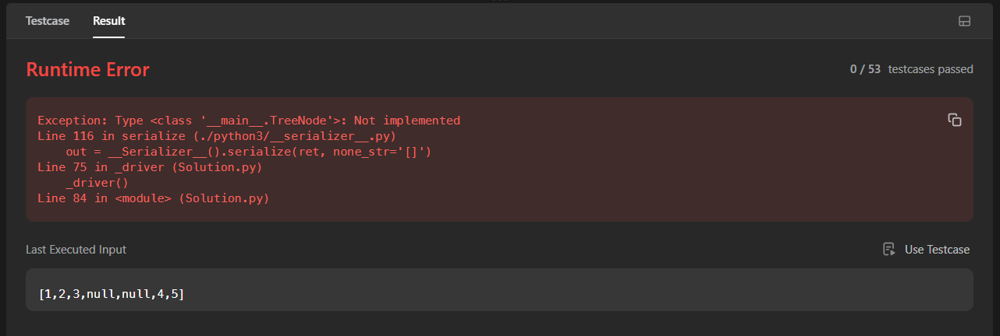 Testcase
Result
Runtime Error
0 / 53 testcases passed
Exception: Type <class '__main__.TreeNode'>: Not implemented
Line 116 in serialize (./python3/__serializer__.py)
    out = __Serializer__().serialize(ret, none_str='[]')
Line 75 in _driver (Solution.py)
    _driver()
Line 84 in <module> (Solution.py)
Last Executed Input
Use Testcase
[1,2,3,null,null,4,5]